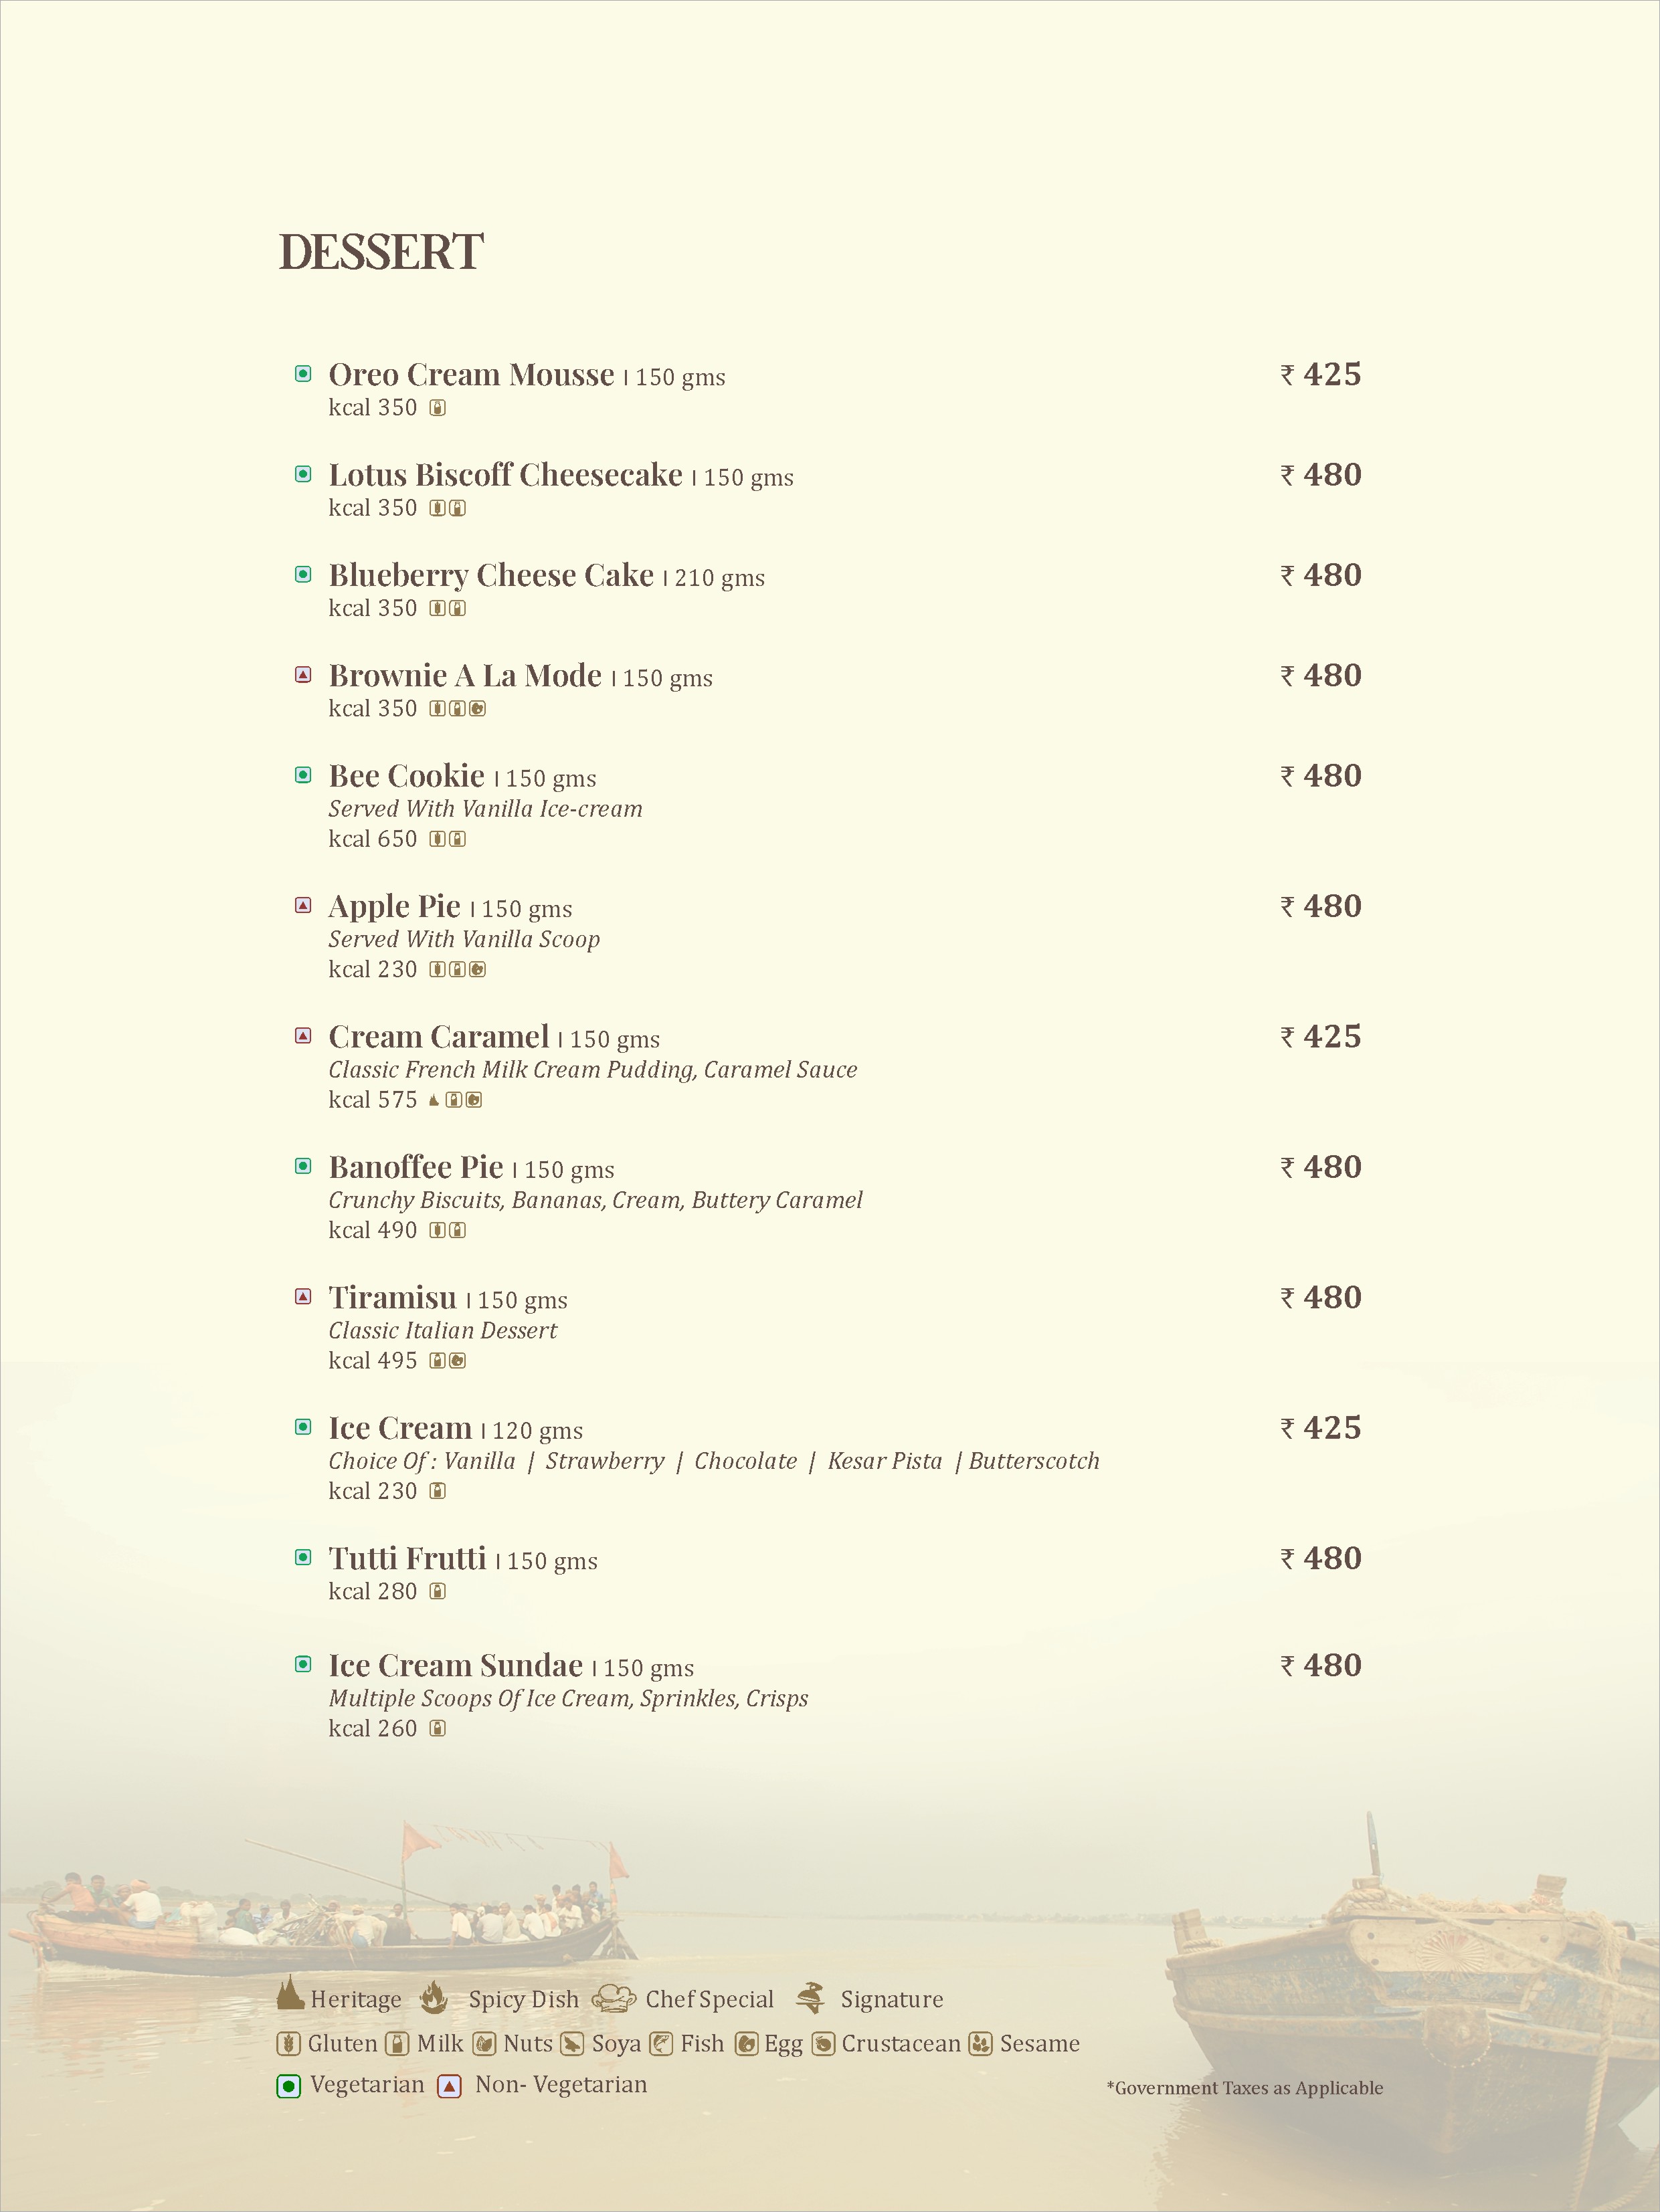 DESSERT
Oreo Cream Mousse | 150 gms ₹ 425
kcal 350
Lotus Biscoff Cheesecake | 150 gms ₹ 480
kcal 350
Blueberry Cheese Cake | 210 gms ₹ 480
kcal 350
Brownie A La Mode | 150 gms ₹ 480
kcal 350
Bee Cookie | 150 gms ₹ 480
Served With Vanilla Ice-cream
kcal 650
Apple Pie | 150 gms ₹ 480
Served With Vanilla Scoop
kcal 230
Cream Caramel | 150 gms ₹ 425
Classic French Milk Cream Pudding, Caramel Sauce
kcal 575
Banoffee Pie | 150 gms ₹ 480
Crunchy Biscuits, Bananas, Cream, Buttery Caramel
kcal 490
Tiramisu | 150 gms ₹ 480
Classic Italian Dessert
kcal 495
Ice Cream | 120 gms ₹ 425
Choice Of : Vanilla | Strawberry | Chocolate | Kesar Pista | Butterscotch
kcal 230
Tutti Frutti | 150 gms ₹ 480
kcal 280
Ice Cream Sundae | 150 gms ₹ 480
Multiple Scoops Of Ice Cream, Sprinkles, Crisps
kcal 260
Heritage Spicy Dish Chef Special Signature
Gluten Milk Nuts Soya Fish Egg Crustacean Sesame
Vegetarian Non- Vegetarian *Government Taxes as Applicable